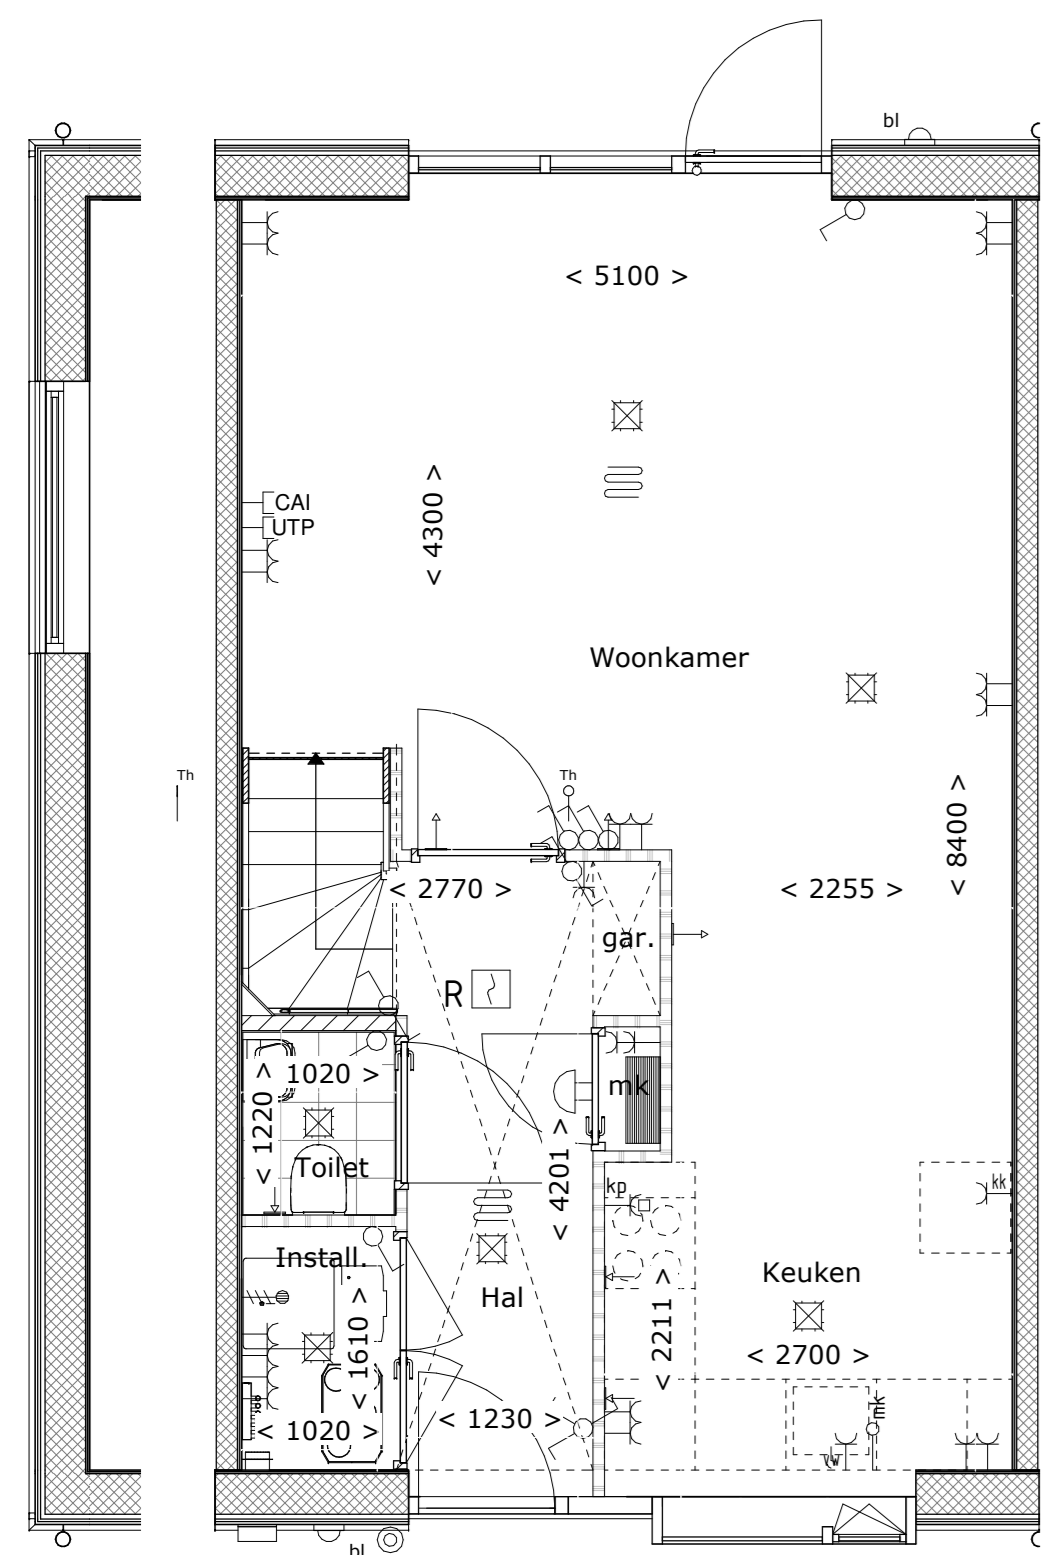 bl
< 5100 >
CAI
UTP
< 4300 >
Woonkamer
Th
Th
< 8400 >
< 2770 >
< 2255 >
gar.
R
< 1220 >
1020 >
mk
Toilet
< 4201 >
kp
kk
Install.
Keuken
Hal
< 1610 >
< 2211 >
< 2700 >
< 1020 >
< 1230 >
mk
vw
bl